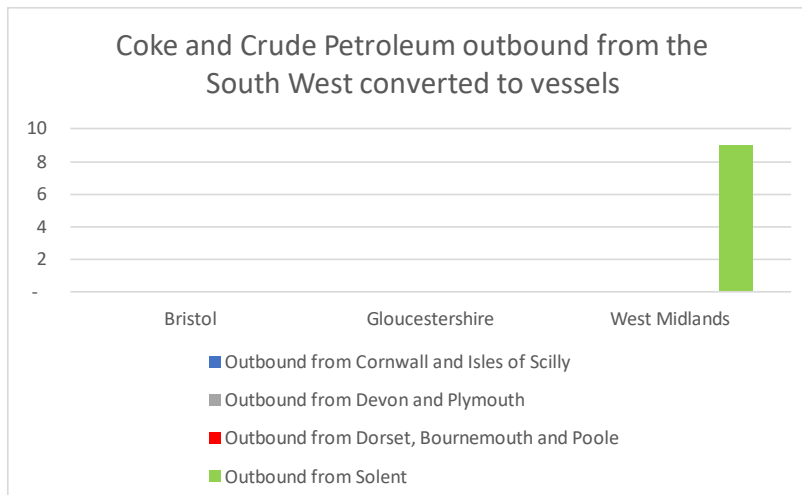 Coke and Crude Petroleum outbound from the
South West converted to vessels
10
8
6
4
2
-
Bristol Gloucestershire West Midlands
Outbound from Cornwall and Isles of Scilly
Outbound from Devon and Plymouth
Outbound from Dorset, Bournemouth and Poole
Outbound from Solent